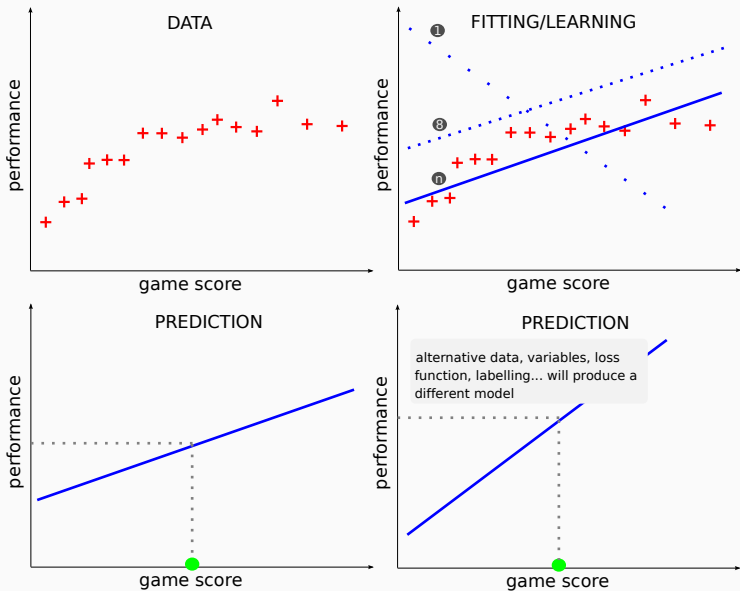 DATA
performance
game score
FITTING/LEARNING
performance
1
8
n
game score
PREDICTION
performance
game score
PREDICTION
performance
alternative data, variables, loss
function, labelling... will produce a
different model
game score